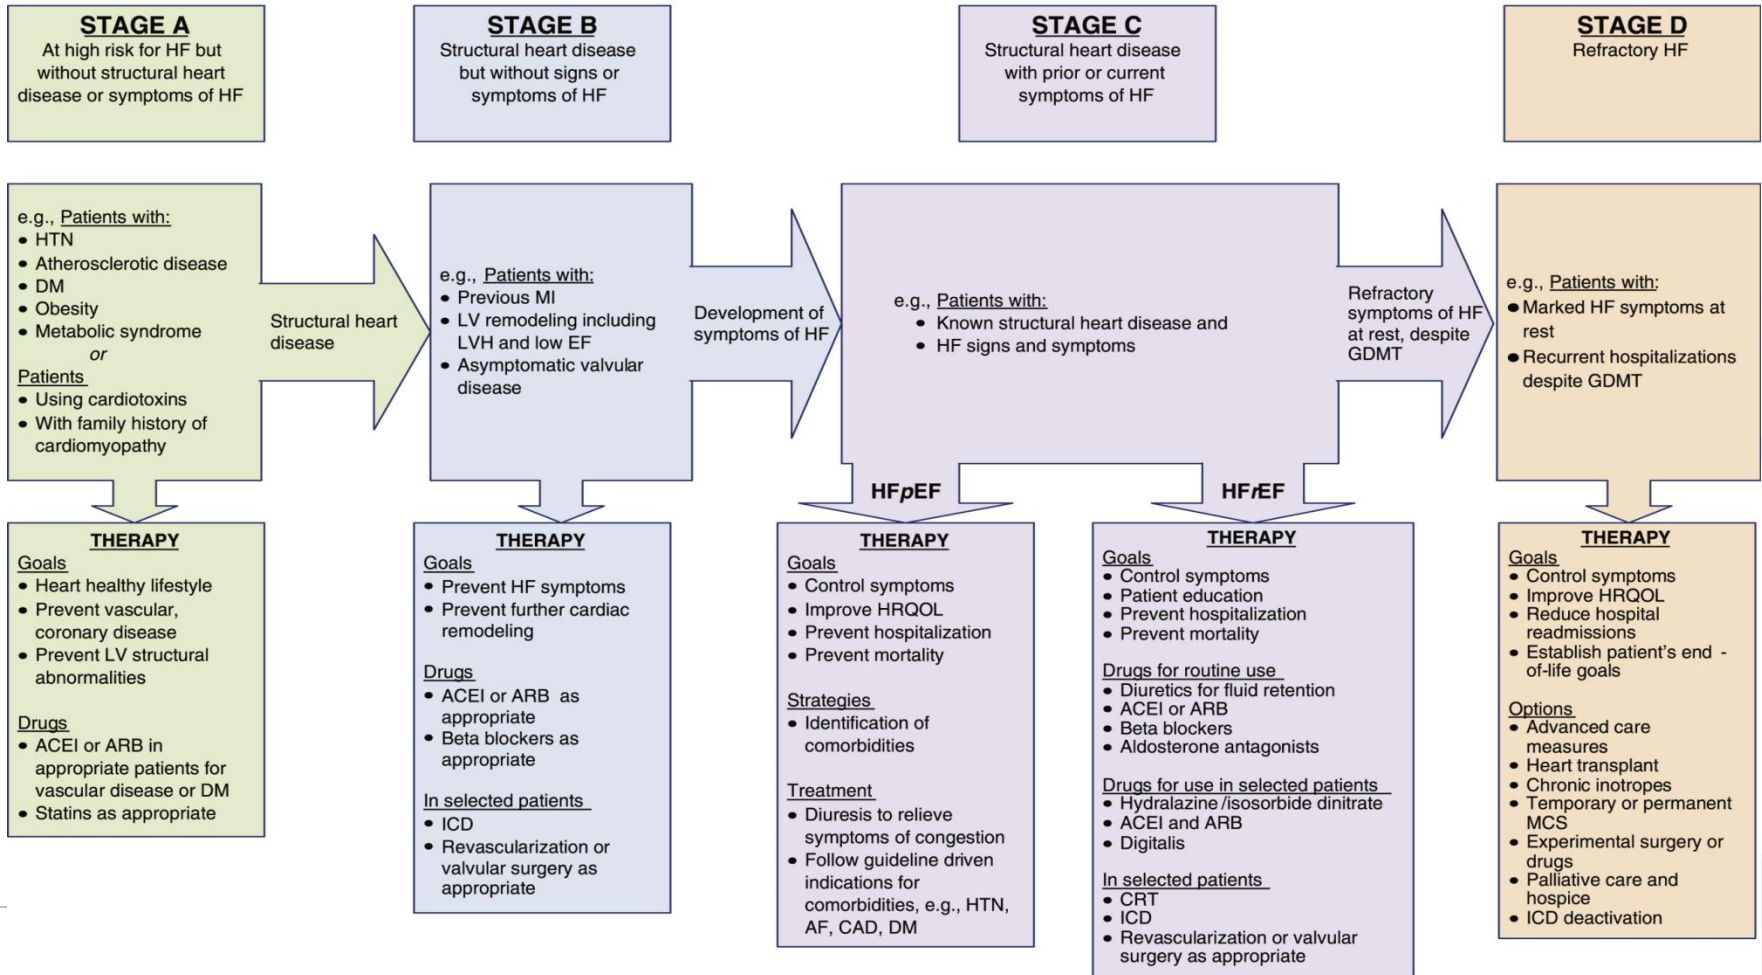 STAGE A
At high risk for HF but
without structural heart
disease or symptoms of HF
STAGE B
Structural heart disease
but without signs or
symptoms of HF
STAGE C
Structural heart disease
with prior or current
symptoms of HF
STAGE D
Refractory HF
e.g., Patients with:
• HTN
• Atherosclerotic disease
• DM
• Obesity
• Metabolic syndrome
or
Patients
• Using cardiotoxins
• With family history of
cardiomyopathy
Structural heart
disease
e.g., Patients with:
• Previous MI
• LV remodeling including
LVH and low EF
• Asymptomatic valvular
disease
Development of
symptoms of HF
e.g., Patients with:
• Known structural heart disease and
• HF signs and symptoms
Refractory
symptoms of HF
at rest, despite
GDMT
e.g., Patients with:
• Marked HF symptoms at
rest
• Recurrent hospitalizations
despite GDMT
HFpEF
HFrEF
THERAPY
Goals
• Heart healthy lifestyle
• Prevent vascular,
coronary disease
• Prevent LV structural
abnormalities
Drugs
• ACEI or ARB in
appropriate patients for
vascular disease or DM
• Statins as appropriate
THERAPY
Goals
• Prevent HF symptoms
• Prevent further cardiac
remodeling
Drugs
• ACEI or ARB as
appropriate
• Beta blockers as
appropriate
In selected patients
• ICD
• Revascularization or
valvular surgery as
appropriate
THERAPY
Goals
• Control symptoms
• Improve HRQOL
• Prevent hospitalization
• Prevent mortality
Strategies
• Identification of
comorbidities
Treatment
• Diuresis to relieve
symptoms of congestion
• Follow guideline driven
indications for
comorbidities, e.g., HTN,
AF, CAD, DM
THERAPY
Goals
• Control symptoms
• Patient education
• Prevent hospitalization
• Prevent mortality
Drugs for routine use
• Diuretics for fluid retention
• ACEI or ARB
• Beta blockers
• Aldosterone antagonists
Drugs for use in selected patients
• Hydralazine/isosorbide dinitrate
• ACEI and ARB
• Digitalis
In selected patients
• CRT
• ICD
• Revascularization or valvular
surgery as appropriate
THERAPY
Goals
• Control symptoms
• Improve HRQOL
• Reduce hospital
readmissions
• Establish patient's end -
of-life goals
Options
• Advanced care
measures
• Heart transplant
• Chronic inotropes
• Temporary or permanent
MCS
• Experimental surgery or
drugs
• Palliative care and
hospice
• ICD deactivation